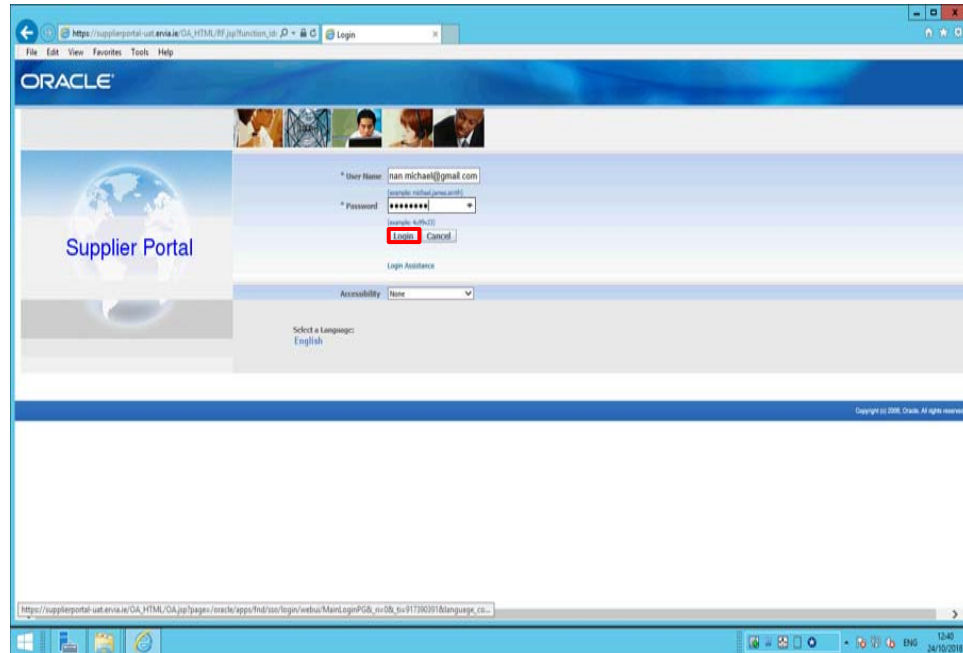 https://supplierportal-uat.ervia.ie/OA_HTML/RF.jsp?function_id=
Login
File Edit View Favorites Tools Help
ORACLE
* User Name nan.michael@gmail.com
[example: michael.james.smith]
* Password ••••••••
[example: 4u99v23]
Login Cancel
Supplier Portal
Login Assistance
Accessibility None
Select a Language:
English
Copyright (c) 2006, Oracle. All rights reserved.
https://supplierportal-uat.ervia.ie/OA_HTML/OA.jsp?page=/oracle/apps/fnd/sso/login/webui/MainLoginPG&_ri=0&_ti=917390391&language_co...
ENG
12:40
24/10/2018